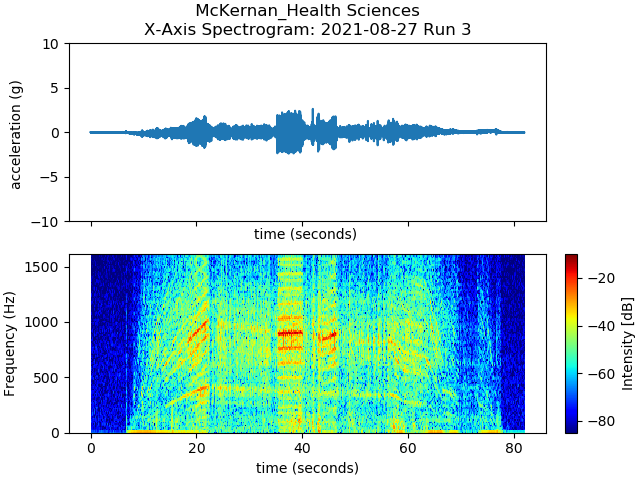 McKernan_Health Sciences
X-Axis Spectrogram: 2021-08-27 Run 3
10
5
0
−5
−10
acceleration (g)
time (seconds)
1500
1000
500
0
Frequency (Hz)
0 20 40 60 80
time (seconds)
−20
−40
−60
−80
Intensity [dB]